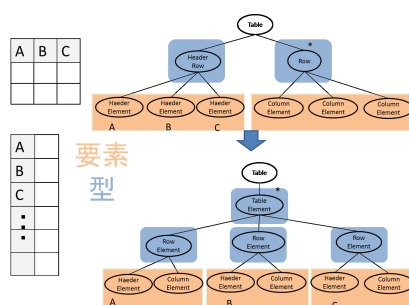 A B C
A
B
C
要素
型
Table
Header
Row
*
Row
Haeder
Element
Haeder
Element
Haeder
Element
Column
Element
Column
Element
Column
Element
A B C
Table
*
Table
Element
Row
Element
Row
Element
Row
Element
Haeder
Element
Column
Element
Haeder
Element
Column
Element
Haeder
Element
Column
Element
A B C